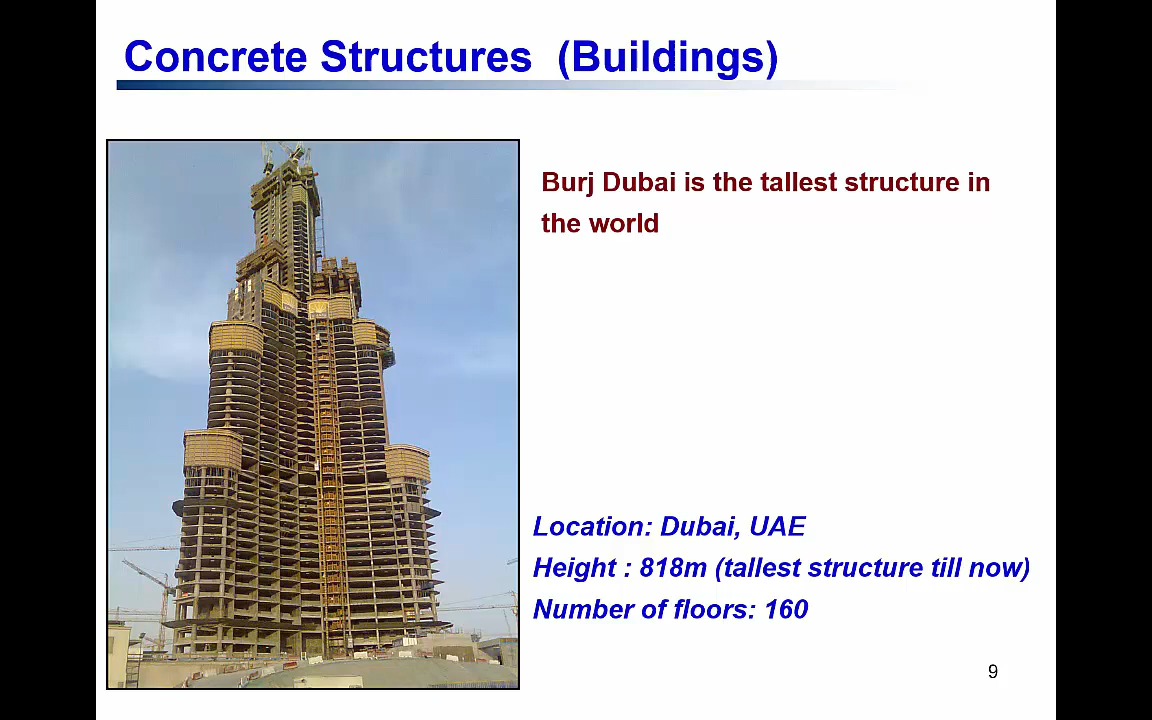 Concrete Structures (Buildings)
Burj Dubai is the tallest structure in
the world
Location: Dubai, UAE
Height : 818m (tallest structure till now)
Number of floors: 160
9